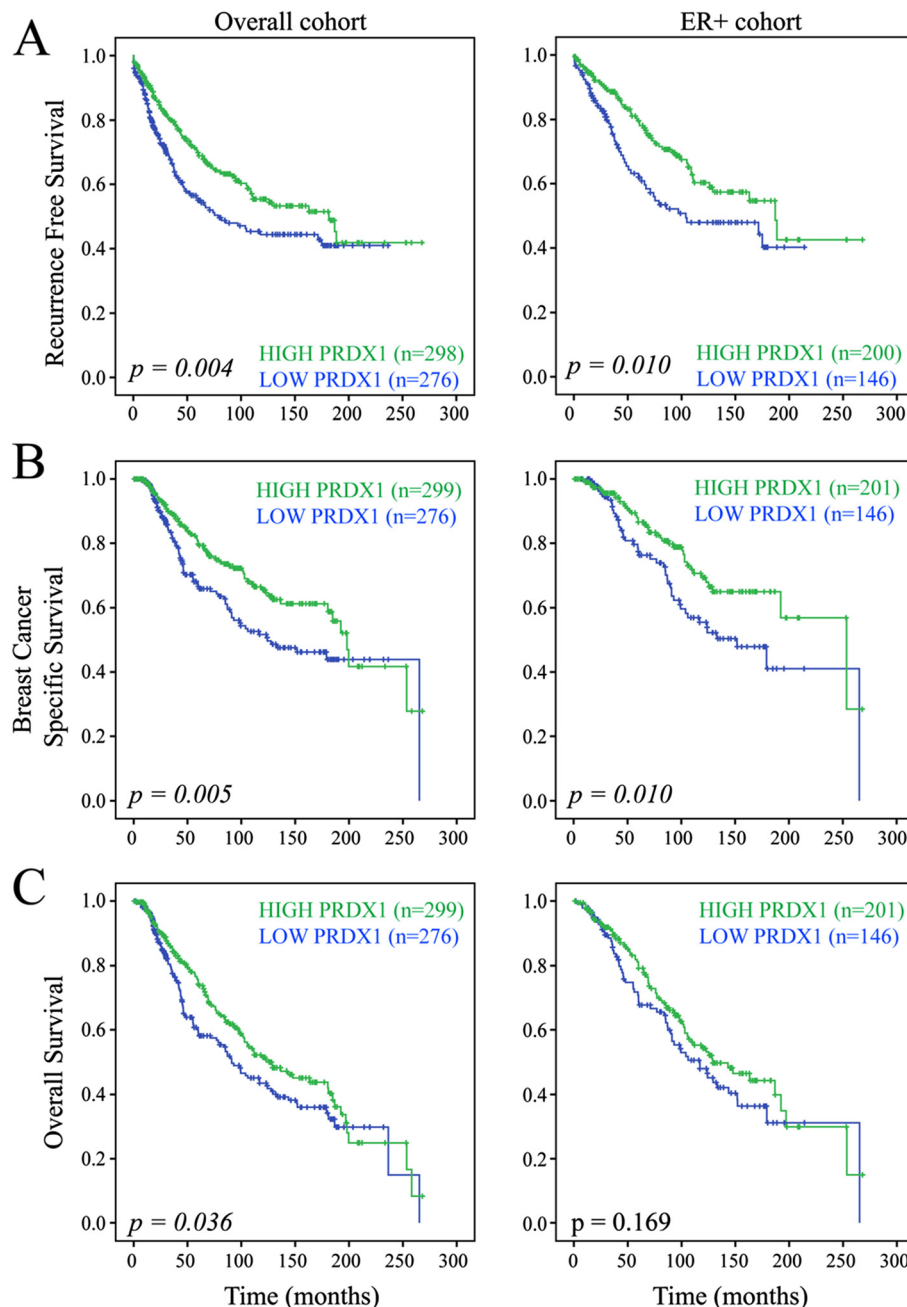 Overall cohort
ER+ cohort
A
Recurrence Free Survival
1.0
0.8
0.6
0.4
0.2
0.0
HIGH PRDX1 (n=298)
LOW PRDX1 (n=276)
p = 0.004
0 50 100 150 200 250 300
1.0
0.8
0.6
0.4
0.2
0.0
HIGH PRDX1 (n=200)
LOW PRDX1 (n=146)
p = 0.010
0 50 100 150 200 250 300
B
Breast Cancer
Specific Survival
1.0
0.8
0.6
0.4
0.2
0.0
HIGH PRDX1 (n=299)
LOW PRDX1 (n=276)
p = 0.005
0 50 100 150 200 250 300
1.0
0.8
0.6
0.4
0.2
0.0
HIGH PRDX1 (n=201)
LOW PRDX1 (n=146)
p = 0.010
0 50 100 150 200 250 300
C
Overall Survival
1.0
0.8
0.6
0.4
0.2
0.0
HIGH PRDX1 (n=299)
LOW PRDX1 (n=276)
p = 0.036
0 50 100 150 200 250 300
Time (months)
1.0
0.8
0.6
0.4
0.2
0.0
HIGH PRDX1 (n=201)
LOW PRDX1 (n=146)
p = 0.169
0 50 100 150 200 250 300
Time (months)